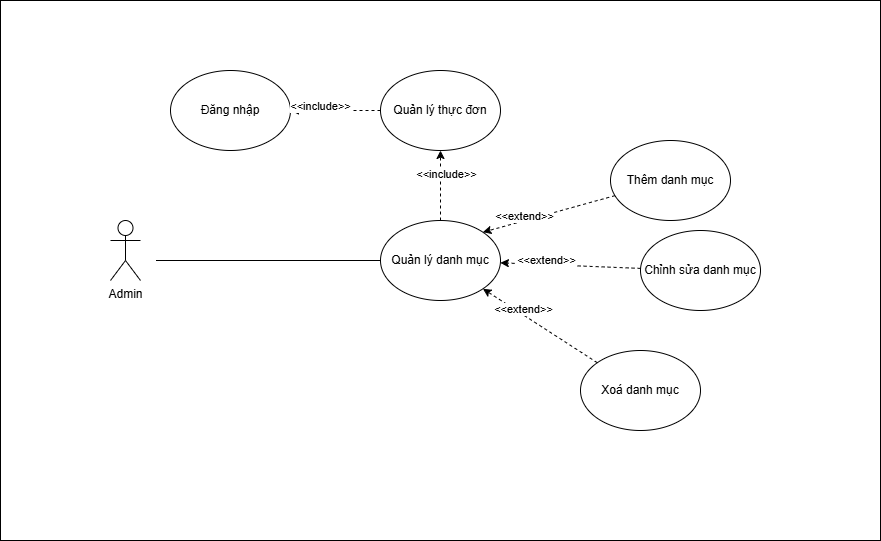 Đăng nhập
<<include>>
Quản lý thực đơn
<<include>>
Thêm danh mục
<<extend>>
Quản lý danh mục
<<extend>>
Chỉnh sửa danh mục
Admin
<<extend>>
Xoá danh mục